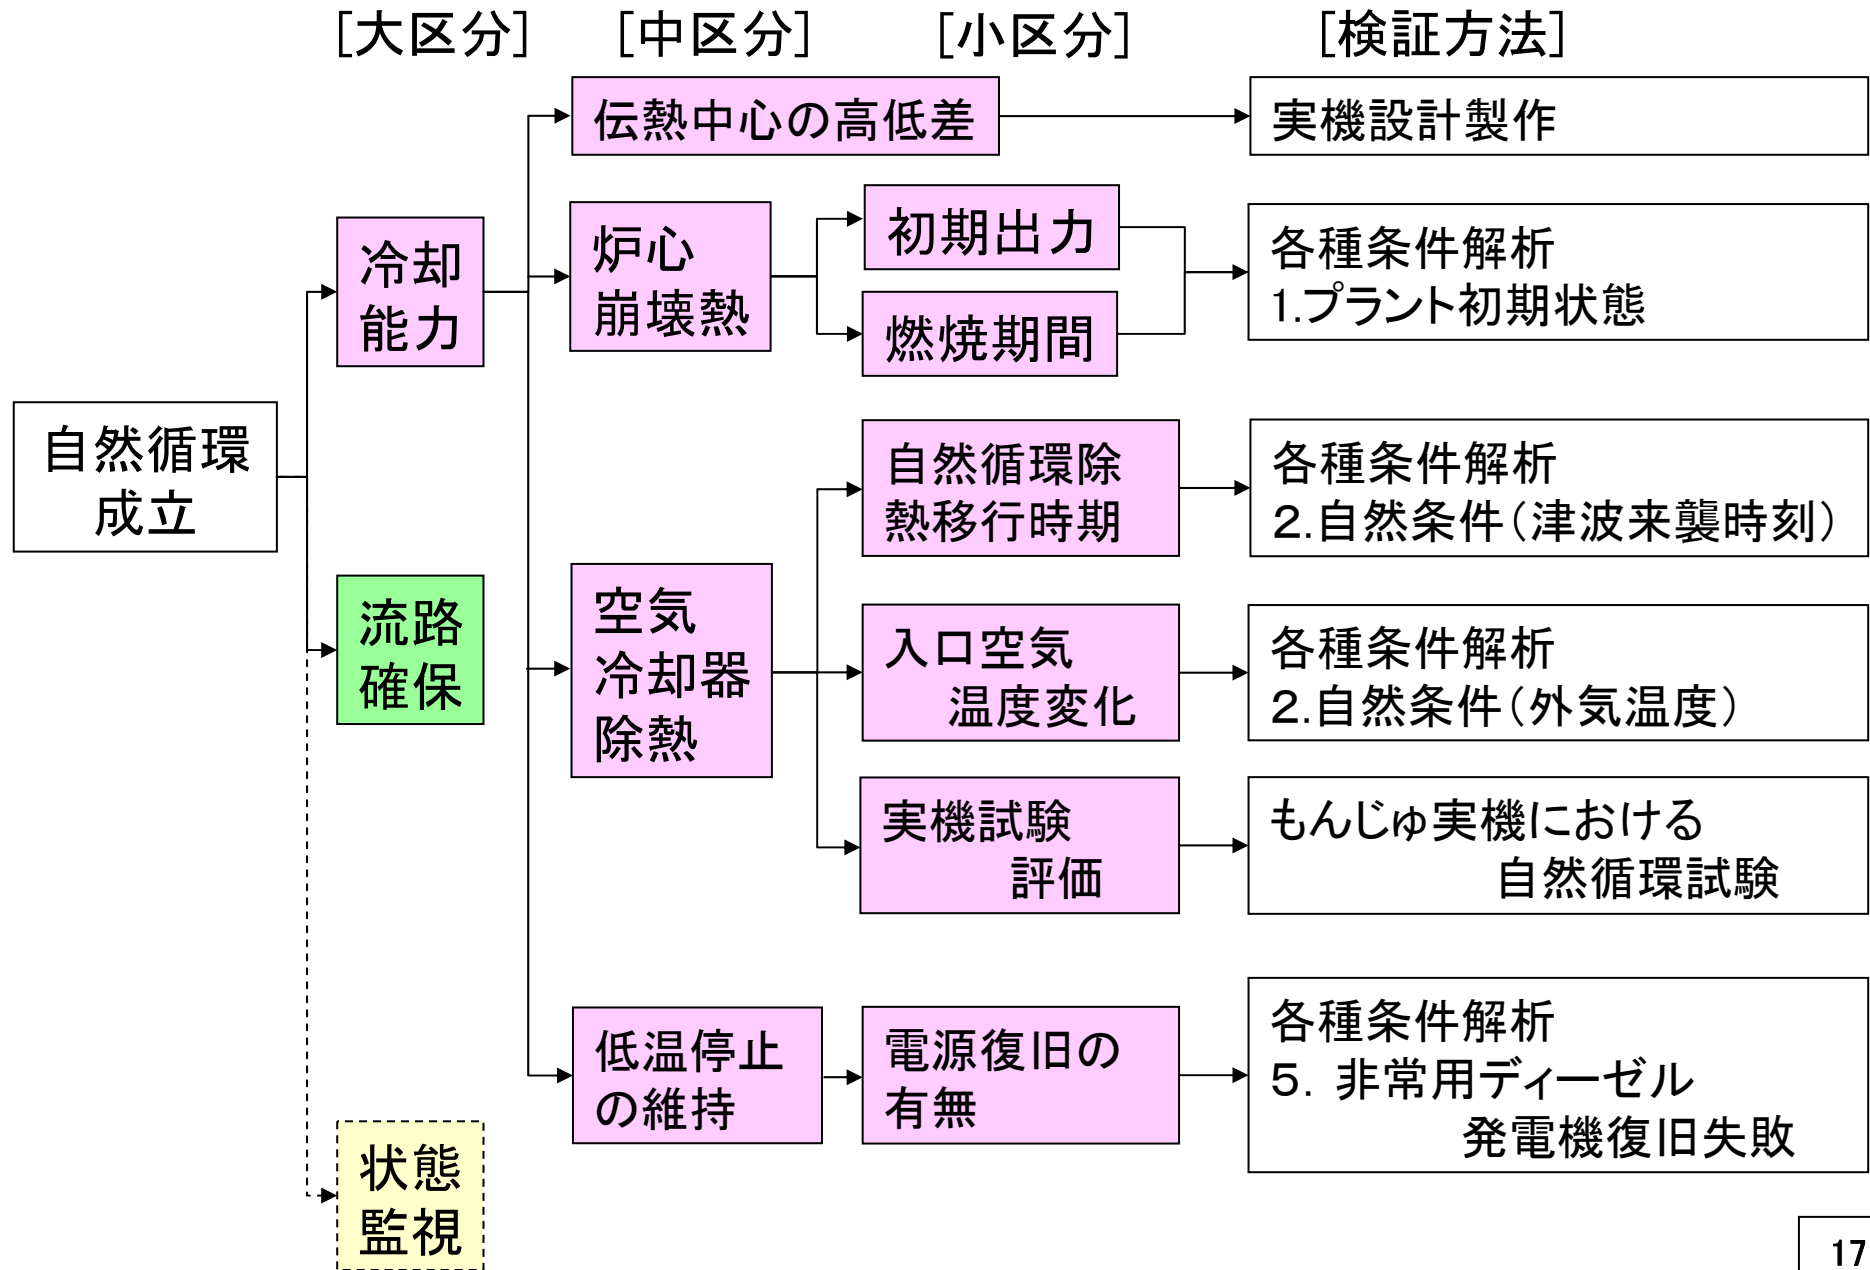 [大区分] [中区分] [小区分] [検証方法]
伝熱中心の高低差
実機設計製作
冷却
能力
炉心
崩壊熱
初期出力
燃焼期間
各種条件解析
1.プラント初期状態
自然循環
成立
自然循環除
熱移行時期
各種条件解析
2.自然条件(津波来襲時刻)
流路
確保
空気
冷却器
除熱
入口空気
温度変化
各種条件解析
2.自然条件(外気温度)
実機試験
評価
もんじゅ実機における
自然循環試験
低温停止
の維持
電源復旧の
有無
各種条件解析
5. 非常用ディーゼル
発電機復旧失敗
状態
監視
17